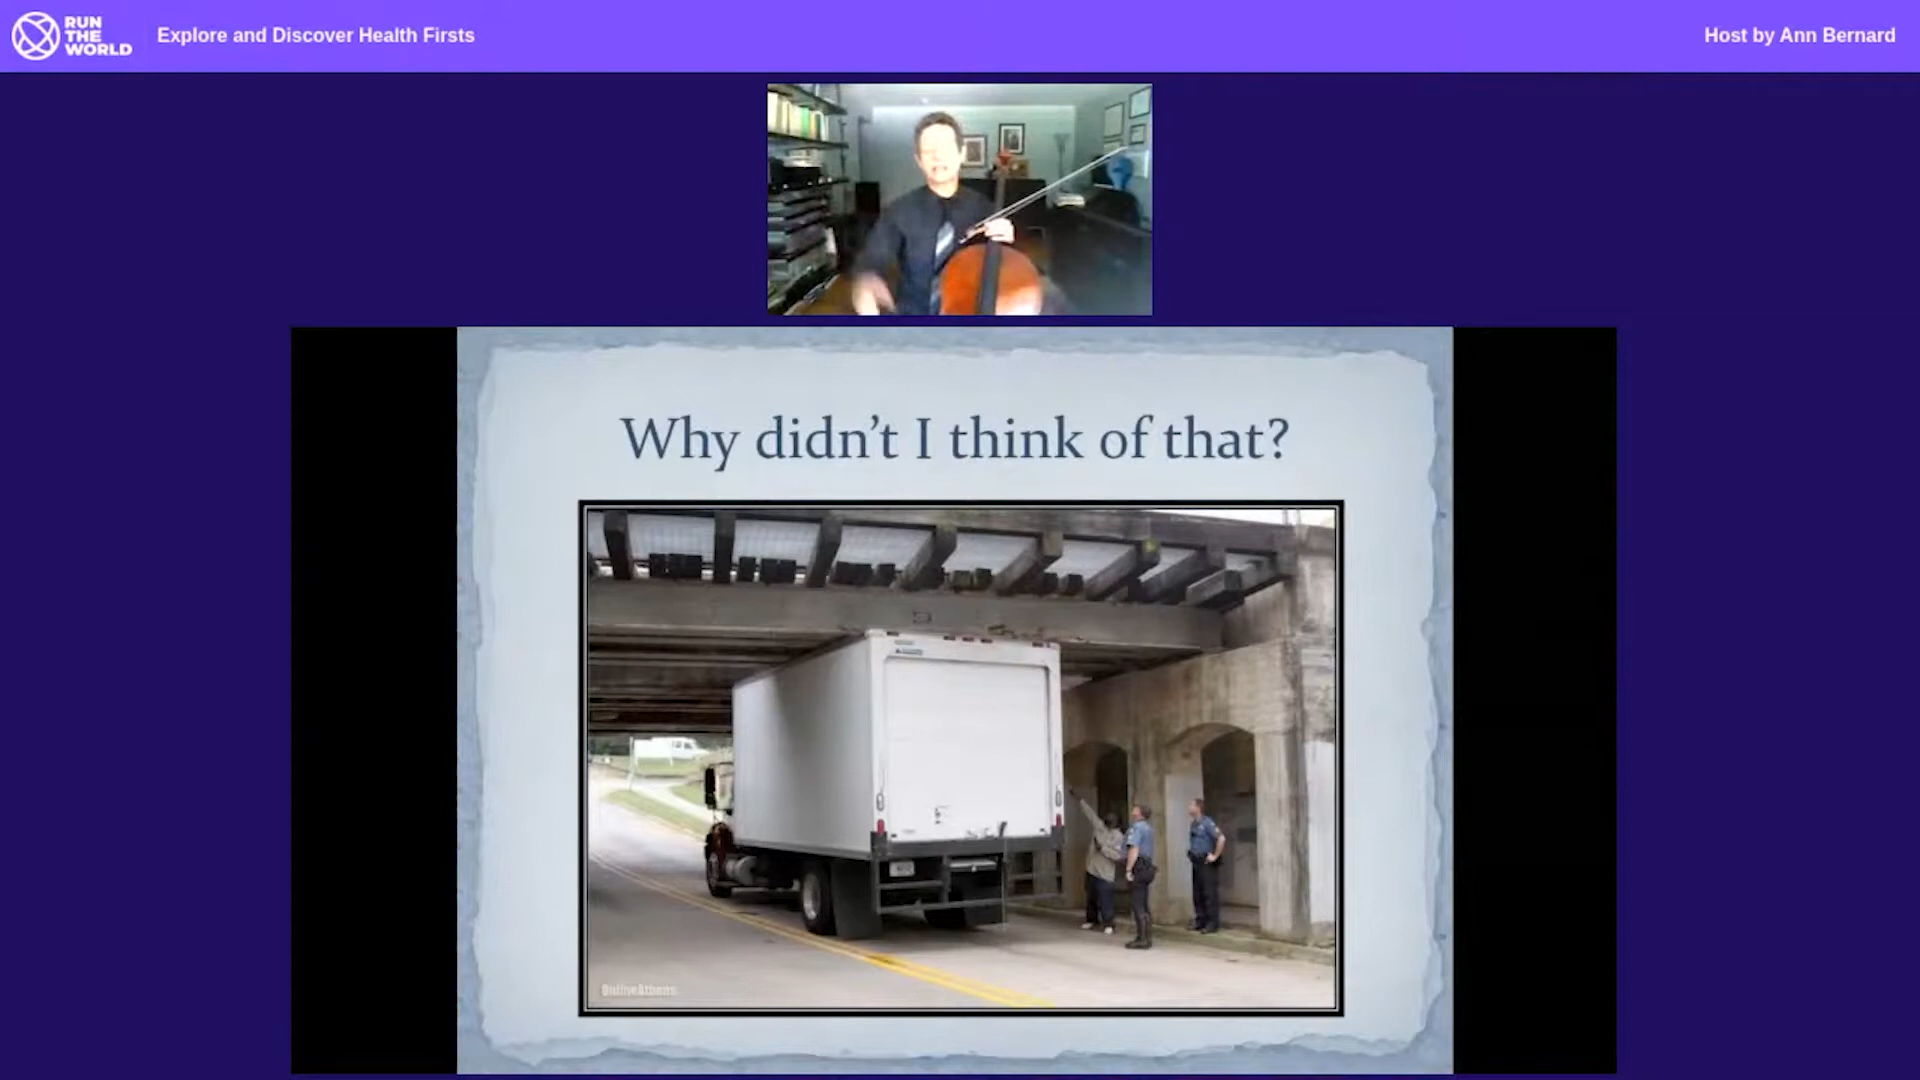 RUN
THE
WORLD
Explore and Discover Health Firsts
Host by Ann Bernard
Why didn't I think of that?
OnlineAthens